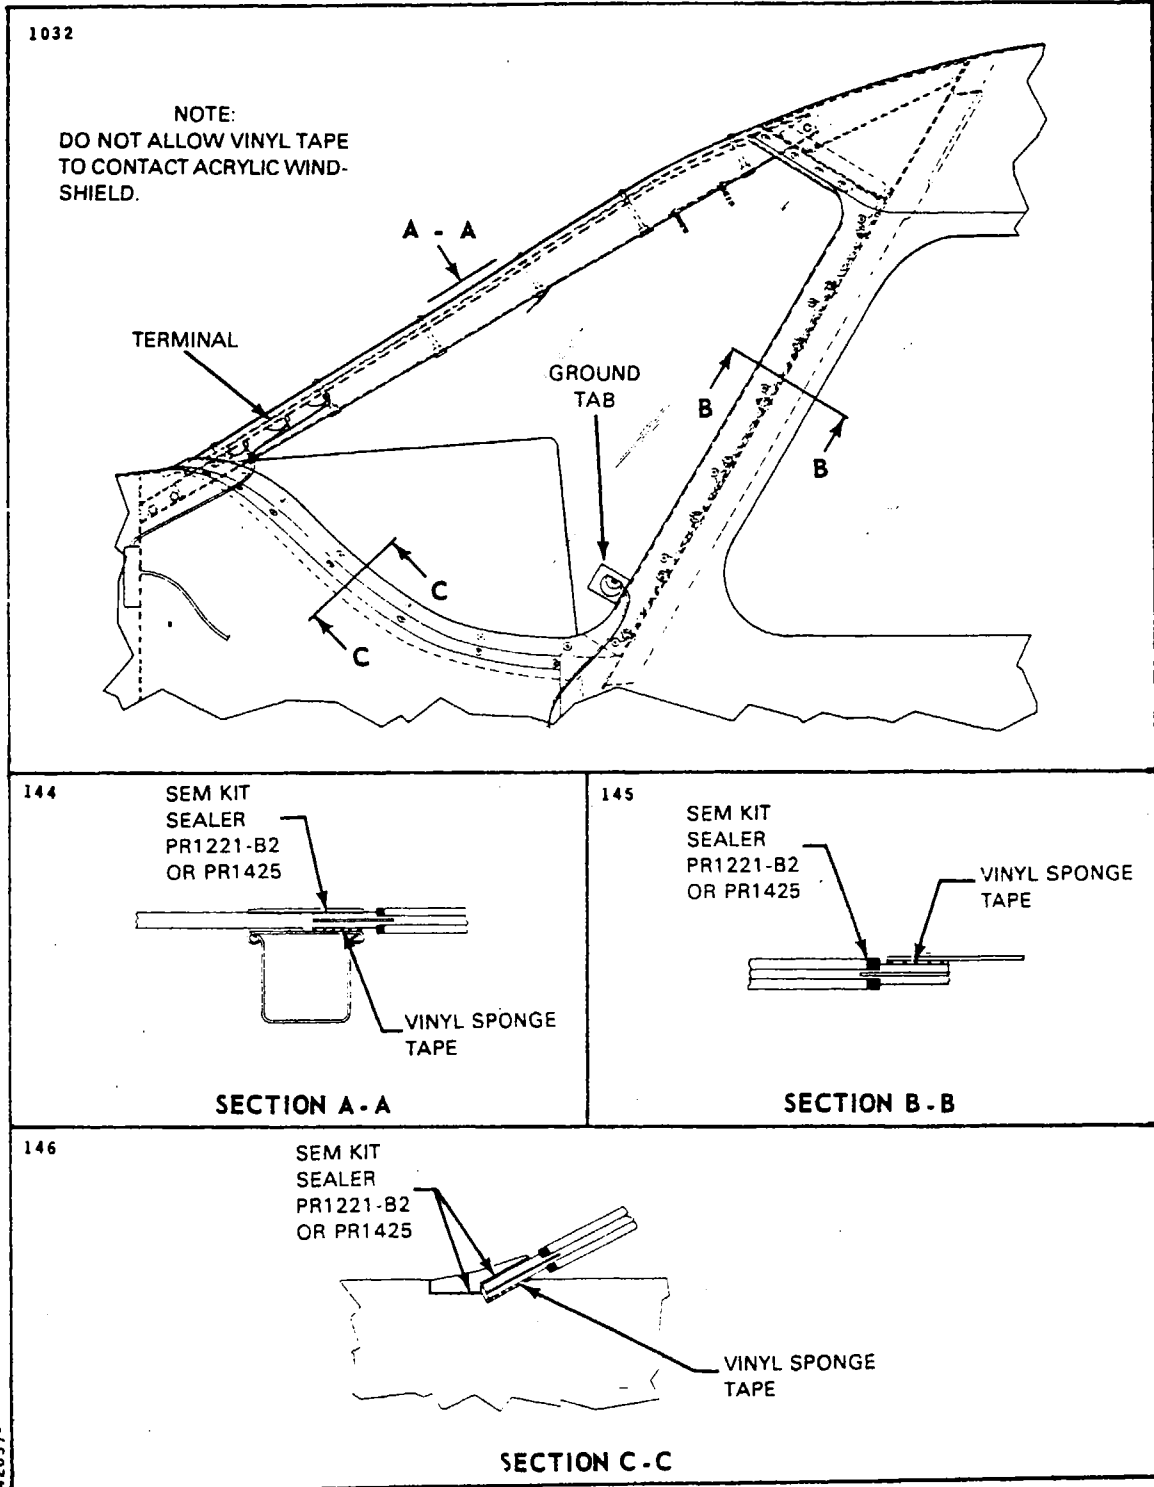 1032
NOTE:
DO NOT ALLOW VINYL TAPE
TO CONTACT ACRYLIC WIND-
SHIELD.
A - A
TERMINAL
GROUND
TAB
B
B
C
C
144
SEM KIT
SEALER
PR1221-B2
OR PR1425
VINYL SPONGE
TAPE
SECTION A-A
145
SEM KIT
SEALER
PR1221-B2
OR PR1425
VINYL SPONGE
TAPE
SECTION B-B
146
SEM KIT
SEALER
PR1221-B2
OR PR1425
VINYL SPONGE
TAPE
SECTION C-C